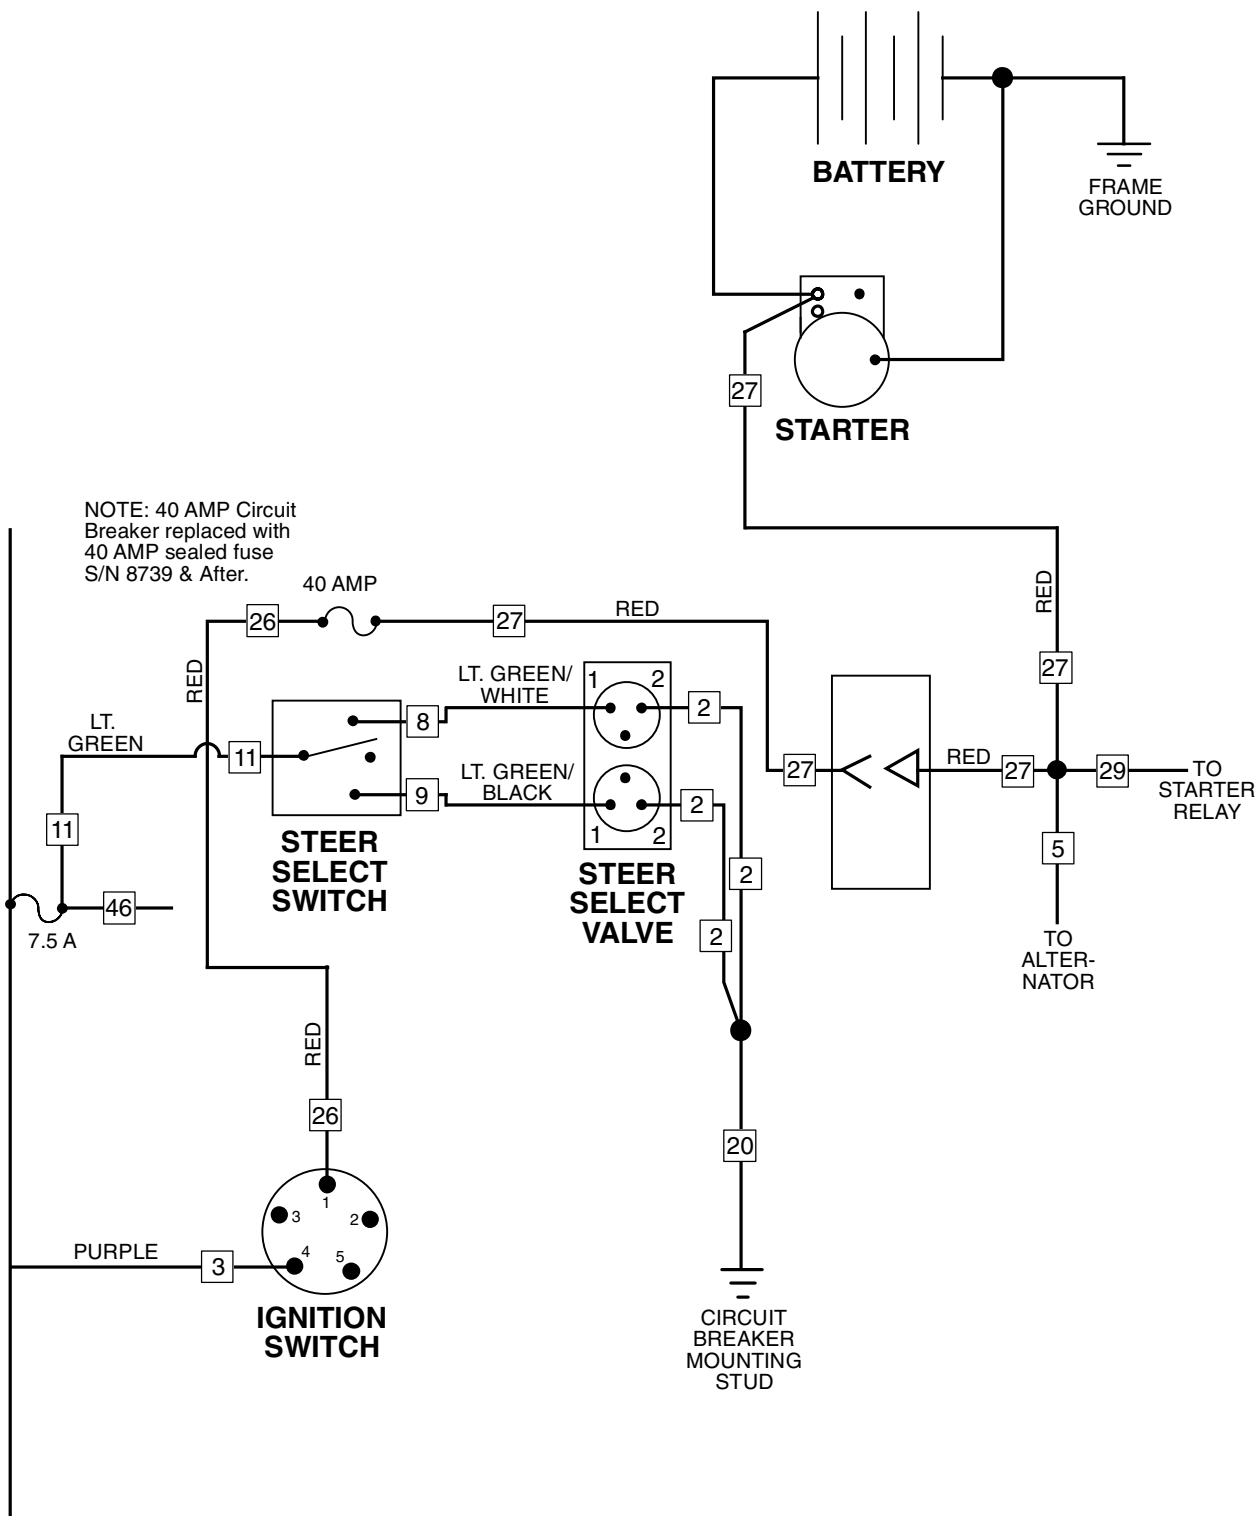 BATTERY
FRAME
GROUND
27
STARTER
NOTE: 40 AMP Circuit
Breaker replaced with
40 AMP sealed fuse
S/N 8739 & After.
40 AMP
26
27
RED
RED
27
RED
LT. GREEN/
WHITE
1 2
8
2
LT.
GREEN
11
LT. GREEN/
BLACK
9
2
1 2
27
RED
27
29
TO
STARTER
RELAY
11
STEER
SELECT
SWITCH
STEER
SELECT
VALVE
2
5
46
7.5 A
2
TO
ALTER-
NATOR
RED
26
20
1
3
2
4
5
PURPLE
3
IGNITION
SWITCH
CIRCUIT
BREAKER
MOUNTING
STUD